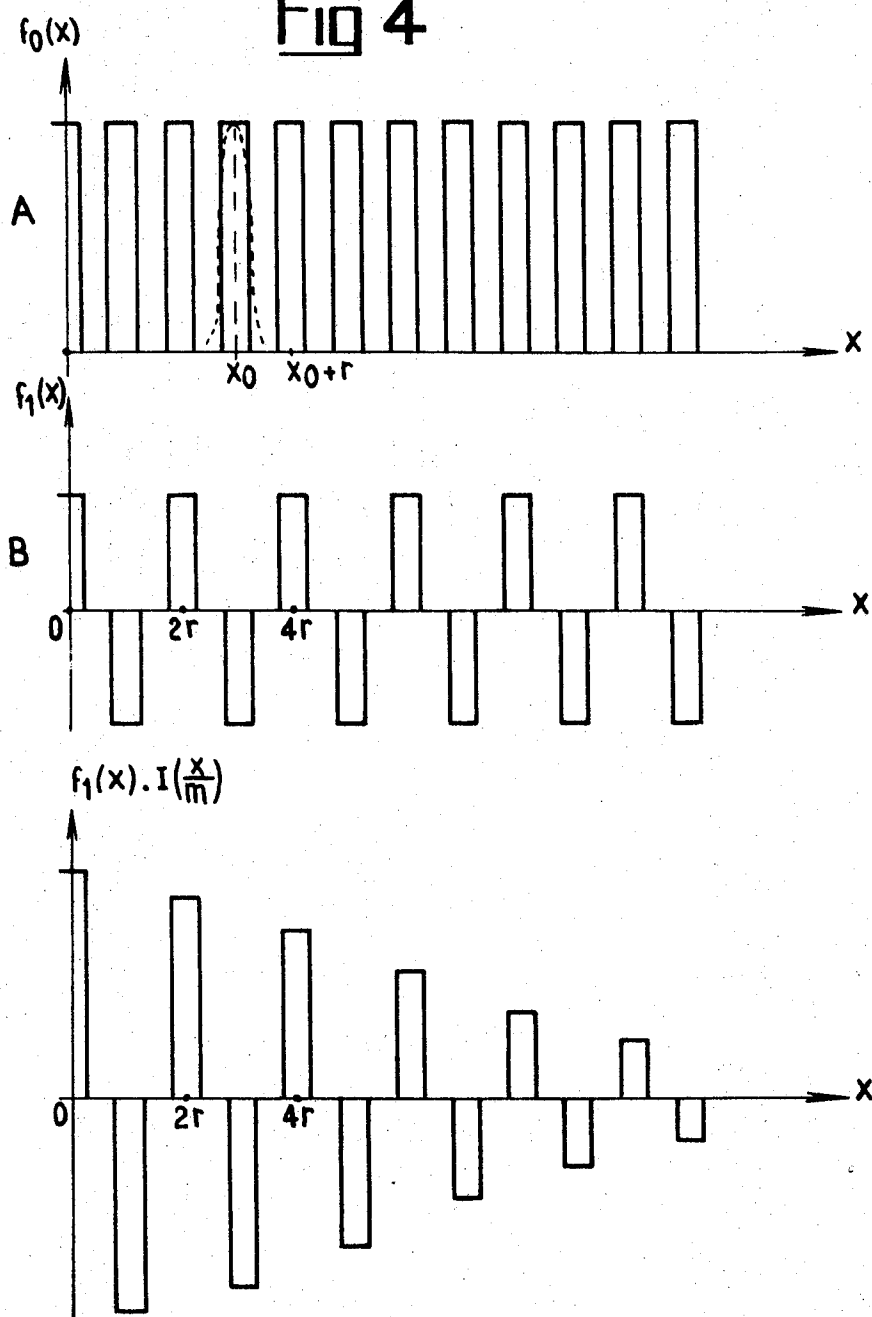 Fig 4
f₀(x)
A
x₀ x₀+r
x
f₁(x)
B
0 2r 4r
x
f₁(x).I(x/m)
0 2r 4r
x